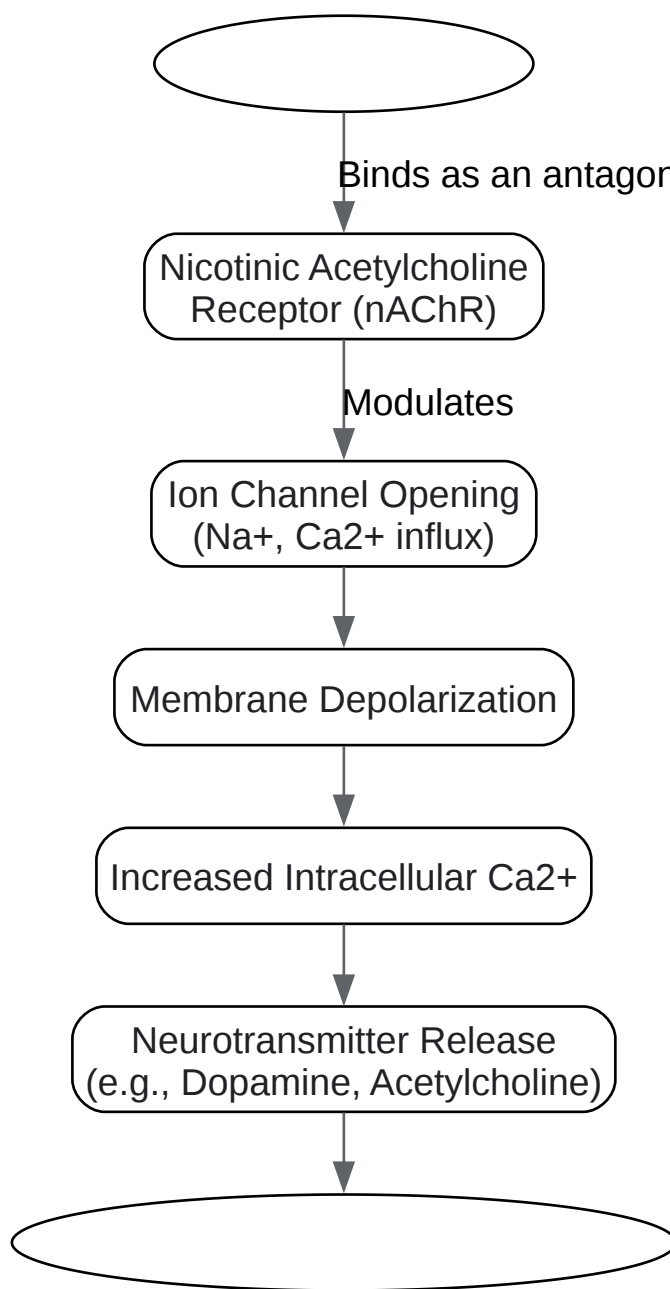 Binds as an antagon
Nicotinic Acetylcholine
Receptor (nAChR)
Modulates
Ion Channel Opening
(Na+, Ca2+ influx)
Membrane Depolarization
Increased Intracellular Ca2+
Neurotransmitter Release
(e.g., Dopamine, Acetylcholine)